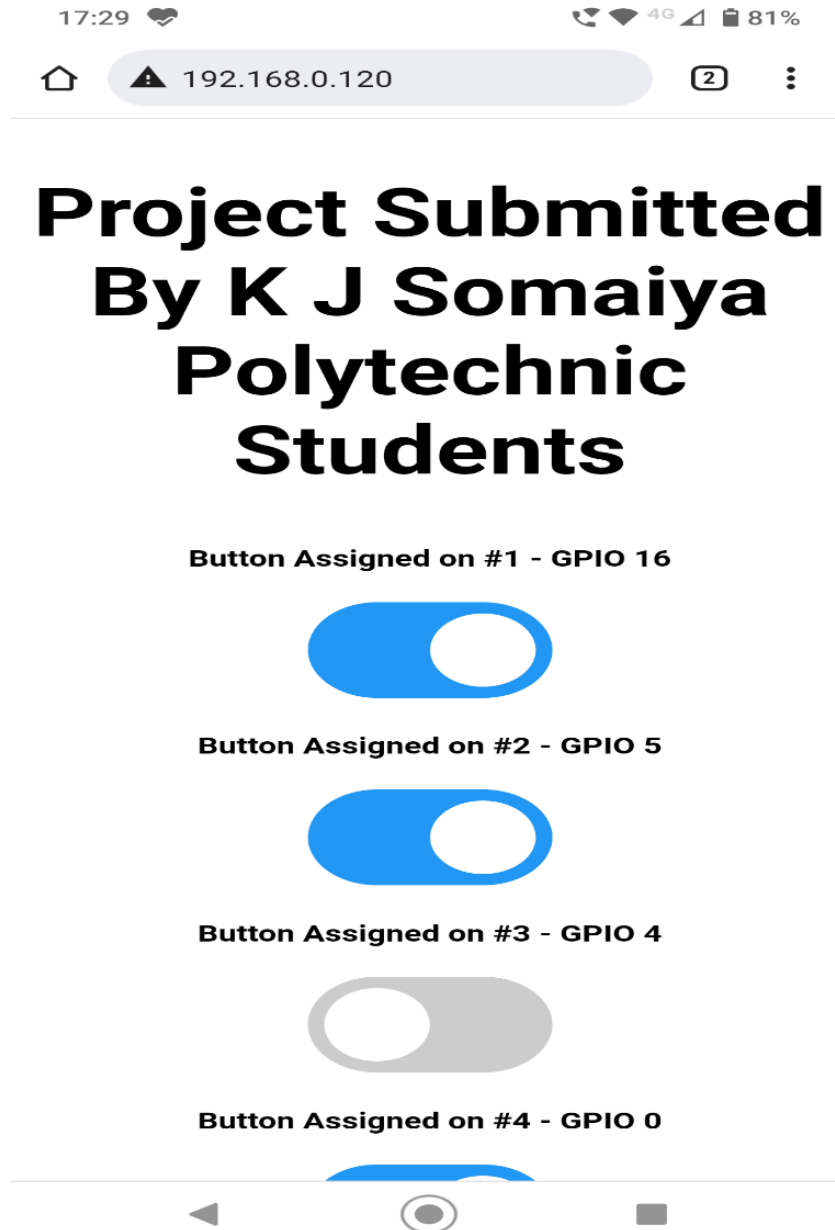 17:29 4G 81%
192.168.0.120 2
Project Submitted
By K J Somaiya
Polytechnic
Students
Button Assigned on #1 - GPIO 16
Button Assigned on #2 - GPIO 5
Button Assigned on #3 - GPIO 4
Button Assigned on #4 - GPIO 0